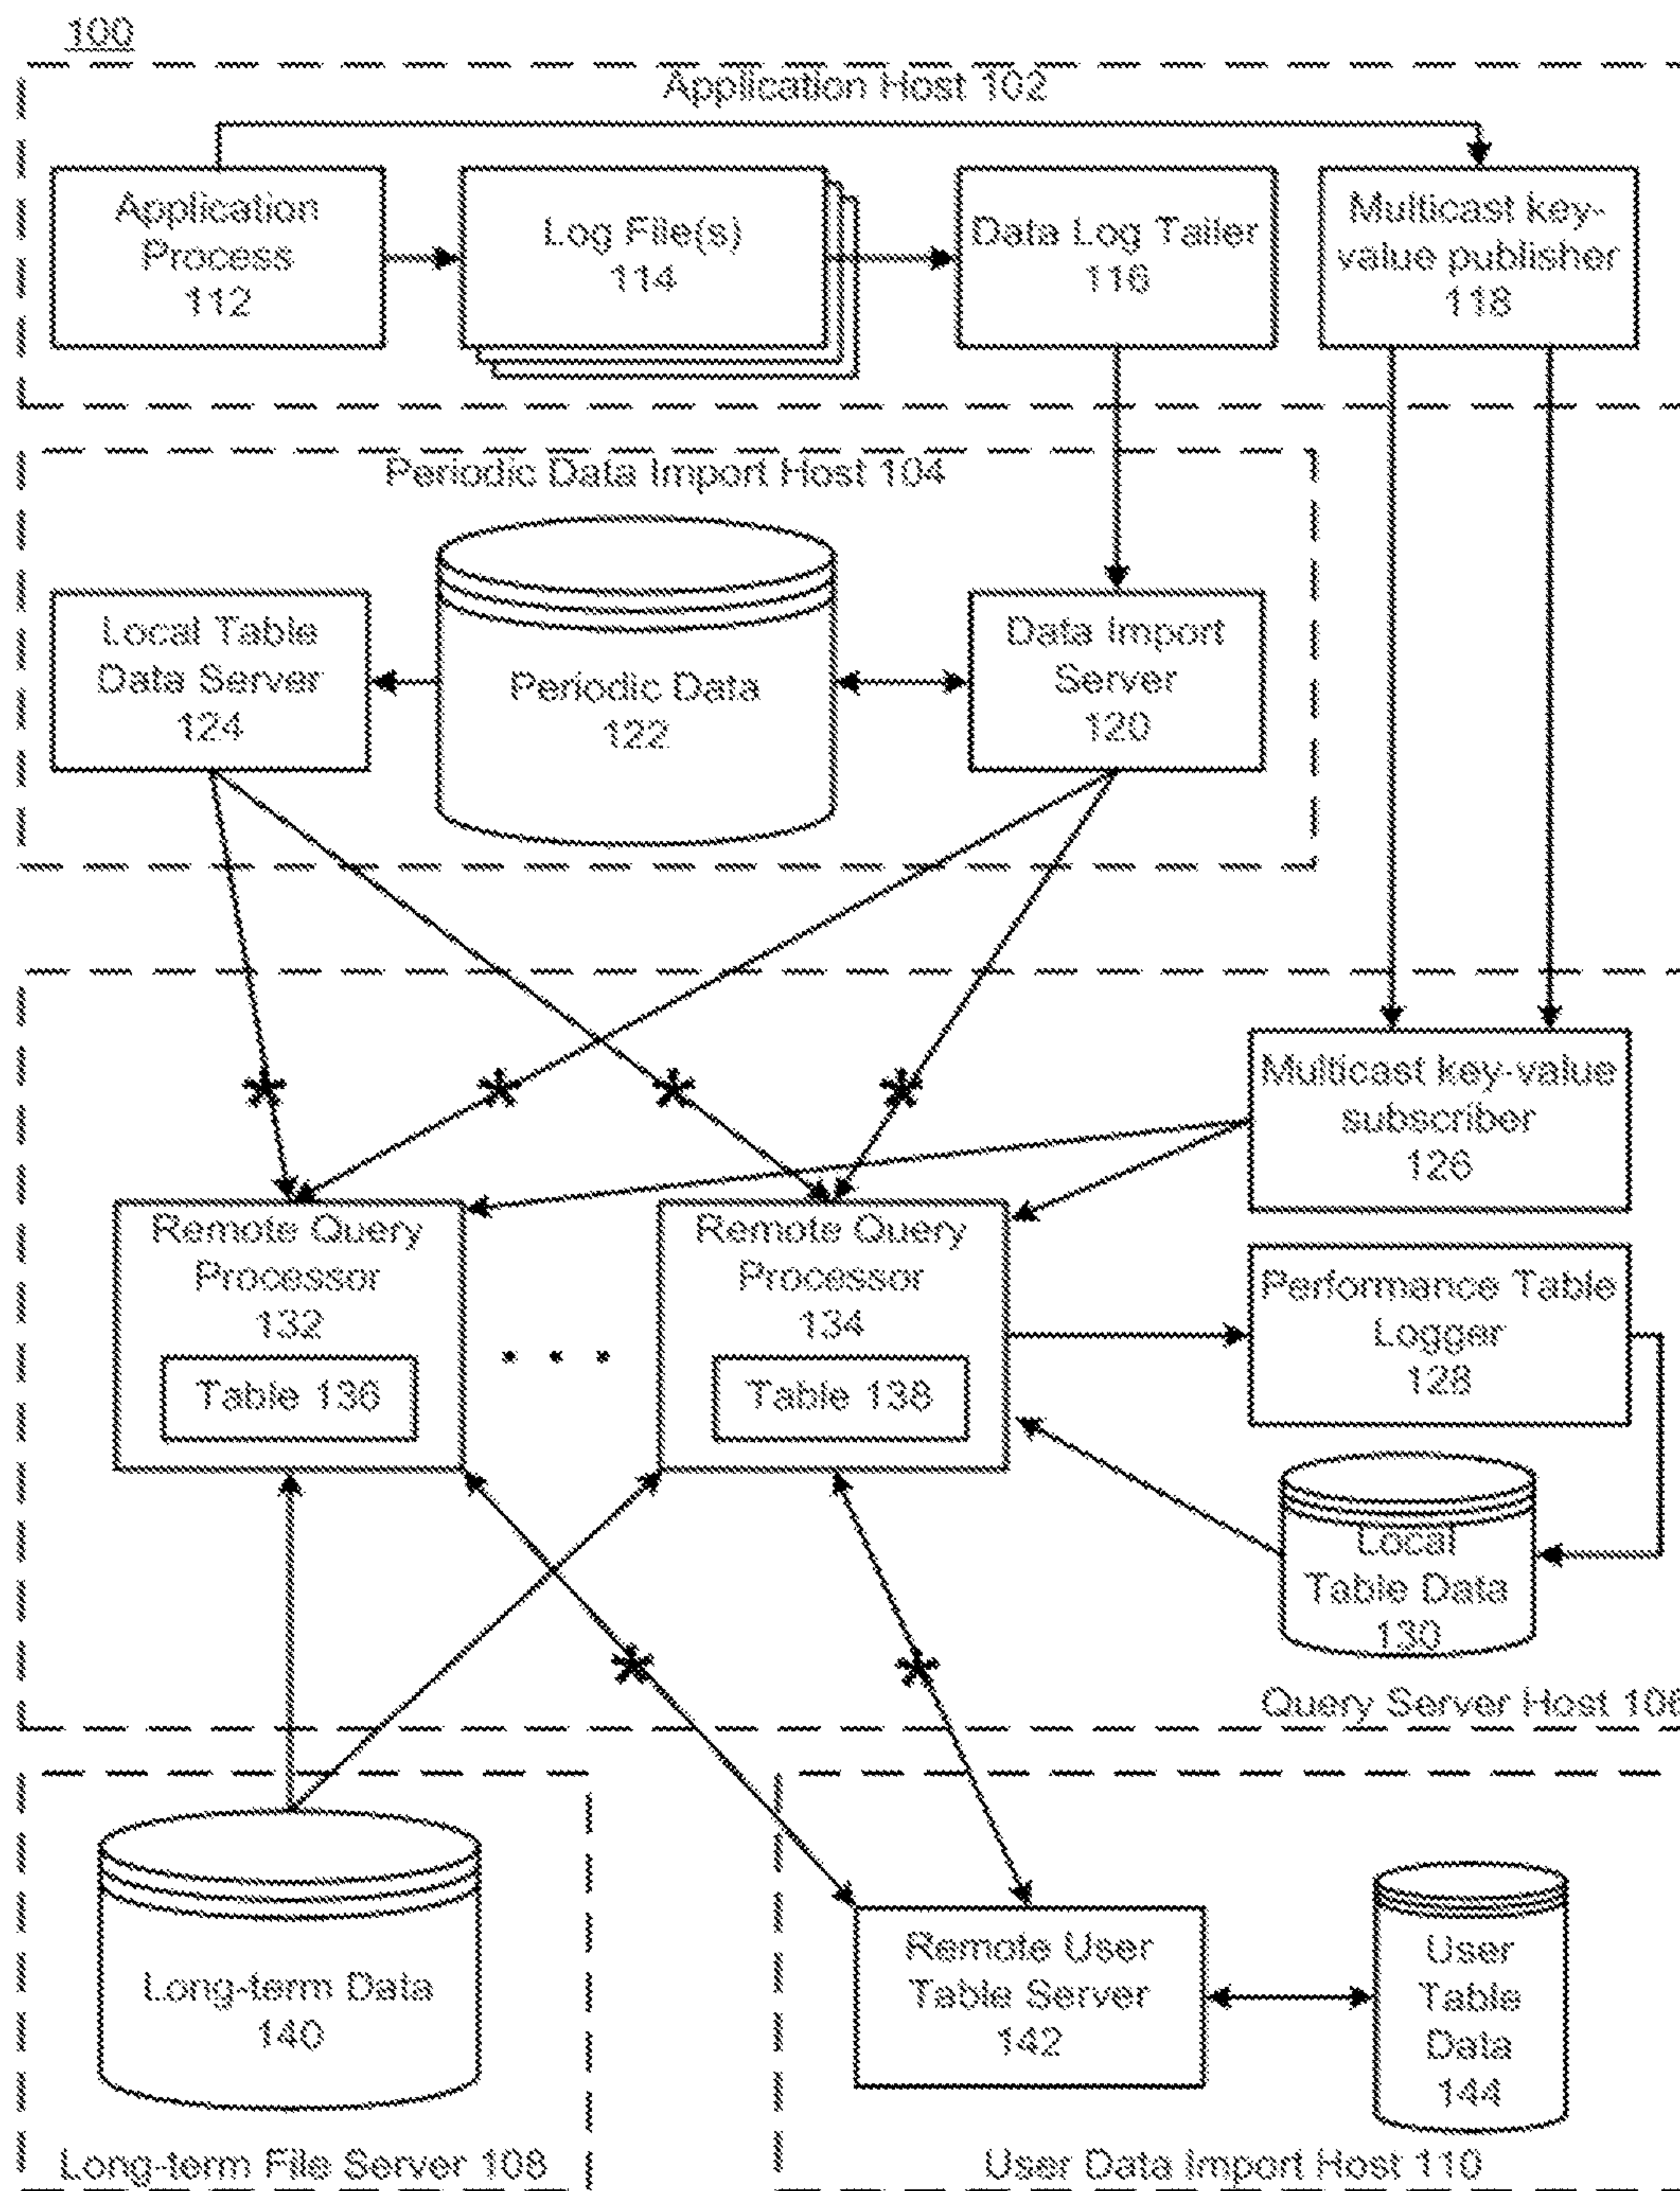 100
Application Host 102
Application
Process
112
Log File(s)
114
Data Log Tailer
116
Multicast key-
value publisher
118
Periodic Data Import Host 104
Local Table
Data Server
124
Periodic Data
122
Data Import
Server
120
Multicast key-value
subscriber
126
Remote Query
Processor
132
Table 136
. . .
Remote Query
Processor
134
Table 138
Performance Table
Logger
128
Local
Table Data
130
Query Server Host 106
Long-term Data
140
Long-term File Server 108
Remote User
Table Server
142
User
Table
Data
144
User Data Import Host 110